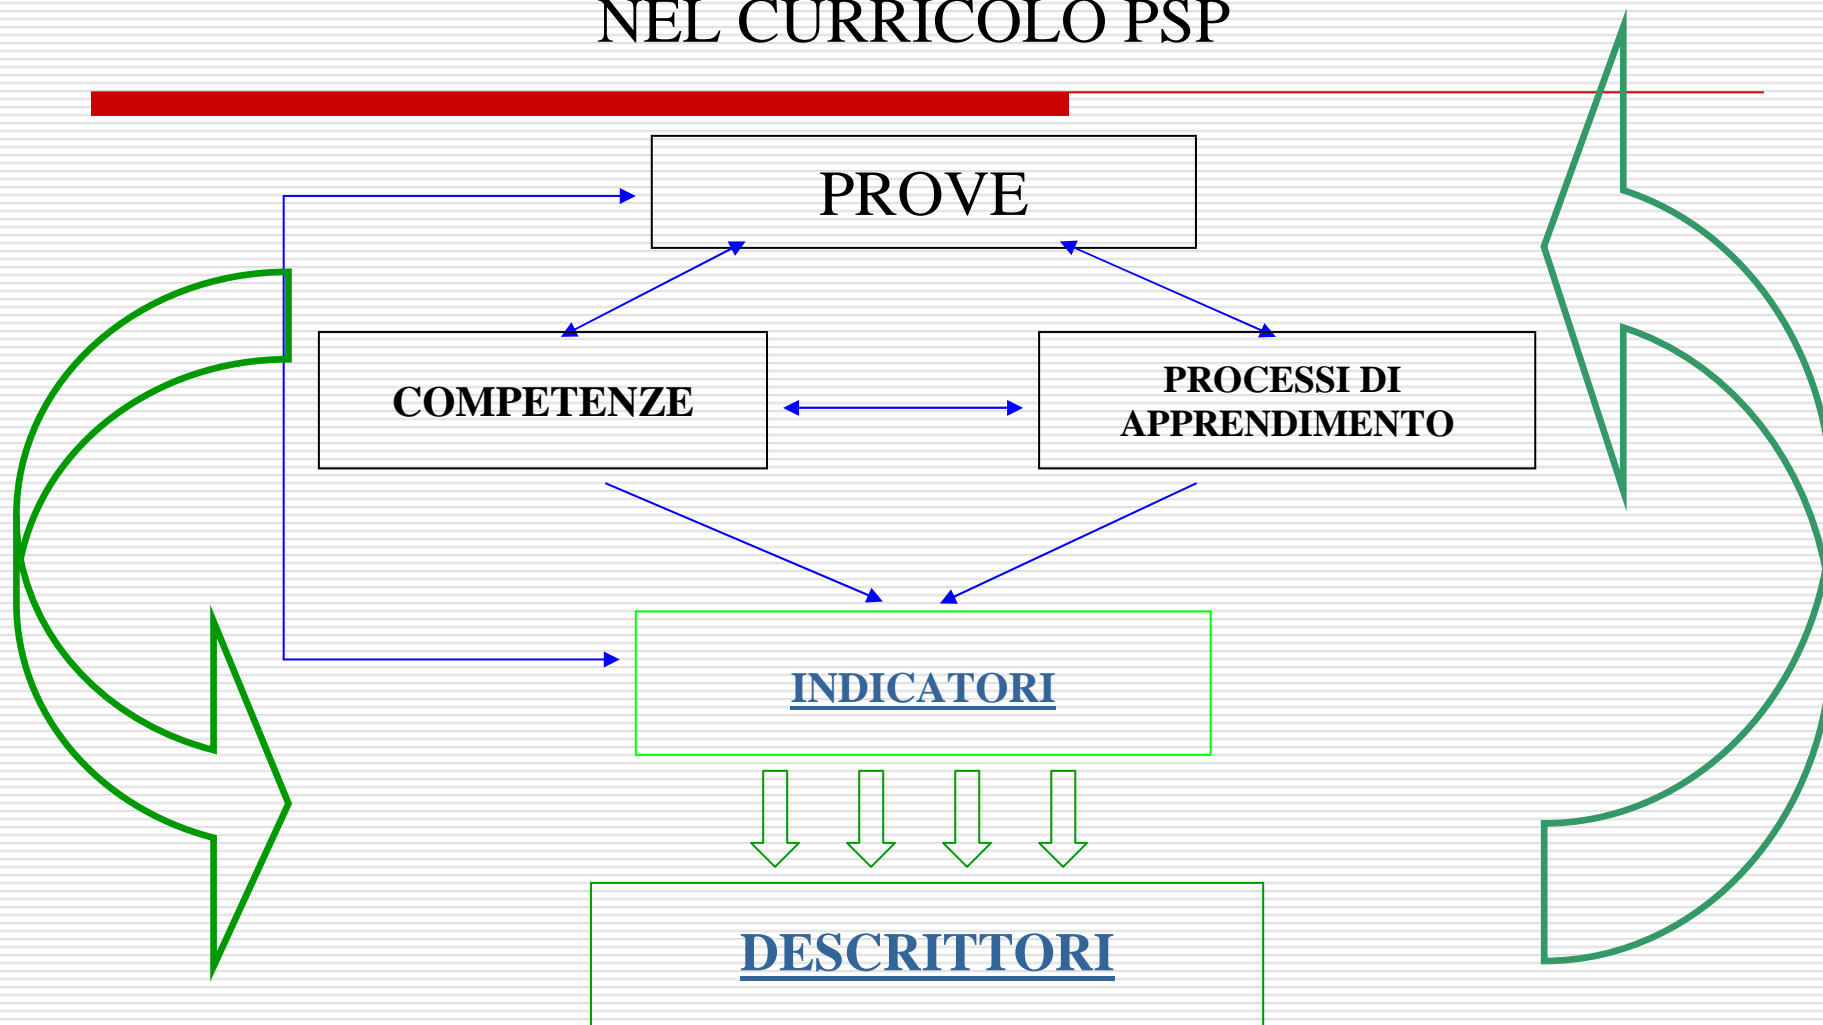 NEL CURRICOLO PSP
PROVE
COMPETENZE
PROCESSI DI
APPRENDIMENTO
INDICATORI
DESCRITTORI